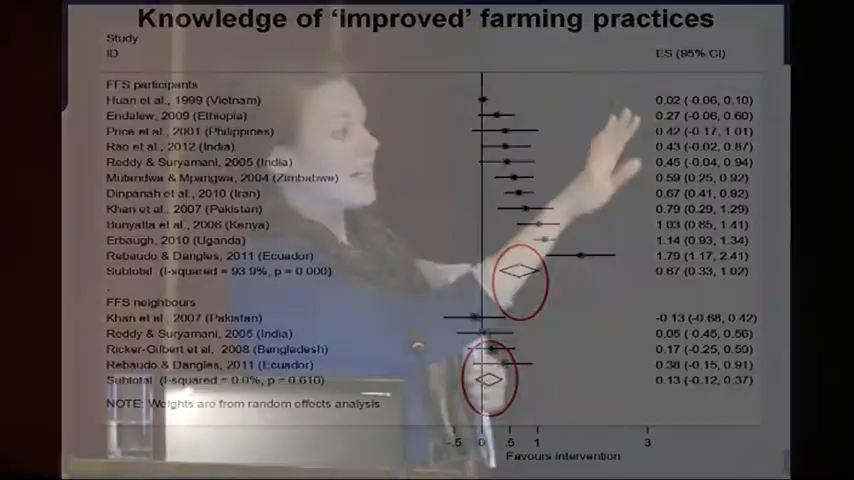 Knowledge of ‘improved’ farming practices
Study
ID ES (95% CI)
FFS participants
Huan et al., 1999 (Vietnam) 0.02 (-0.06, 0.10)
Endalew, 2009 (Ethiopia) 0.27 (-0.06, 0.60)
Price et al., 2001 (Philippines) 0.42 (-0.17, 1.01)
Rao et al., 2012 (India) 0.43 (-0.02, 0.87)
Reddy & Suryamani, 2005 (India) 0.45 (-0.04, 0.94)
Mutandwa & Mpangwa, 2004 (Zimbabwe) 0.59 (0.25, 0.92)
Dinpanah et al., 2010 (Iran) 0.67 (0.41, 0.92)
Khan et al., 2007 (Pakistan) 0.79 (0.29, 1.29)
Bunyatta et al., 2006 (Kenya) 1.03 (0.65, 1.41)
Erbaugh, 2010 (Uganda) 1.14 (0.93, 1.34)
Rebaudo & Dangles, 2011 (Ecuador) 1.79 (1.17, 2.41)
Subtotal (I-squared = 93.9%, p = 0.000) 0.67 (0.33, 1.02)
.
FFS neighbours
Khan et al., 2007 (Pakistan) -0.13 (-0.68, 0.42)
Reddy & Suryamani, 2005 (India) 0.05 (-0.45, 0.56)
Ricker-Gilbert et al, 2008 (Bangladesh) 0.17 (-0.25, 0.59)
Rebaudo & Dangles, 2011 (Ecuador) 0.38 (-0.15, 0.91)
Subtotal (I-squared = 0.0%, p = 0.610) 0.13 (-0.12, 0.37)
NOTE: Weights are from random effects analysis
-.5 0 .5 1 3
Favours intervention